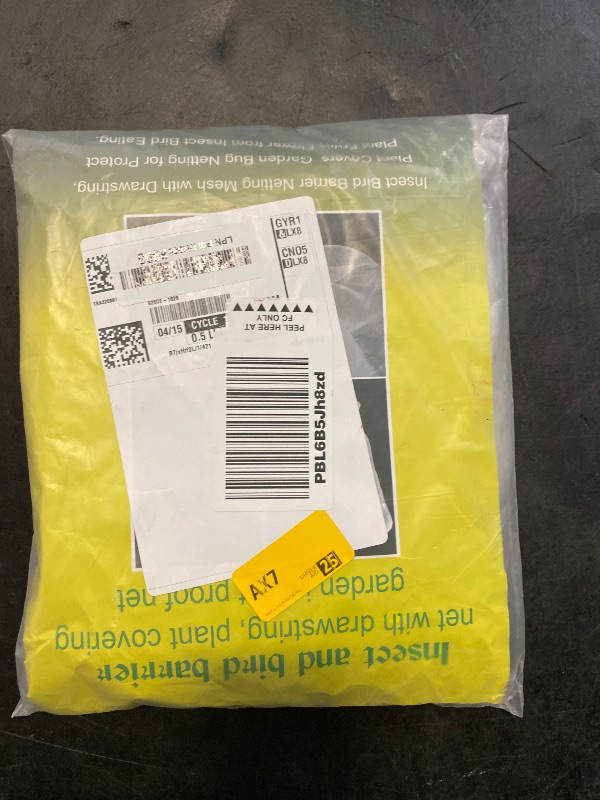 Insect and bird barrier
net with drawstring, plant covering
garden proof net
Insect Bird Barrier Netting Mesh with Drawstring,
Plant Covers Garden Bug Netting for Protect
Plant Fruit Flower from Insect Bird Eating.
GYR1
LX8
CN05
DLX8
04/15
CYCLE
0.5
PEEL HERE AT
FC ONLY
PBL6B5Jh8zd
AX7
25